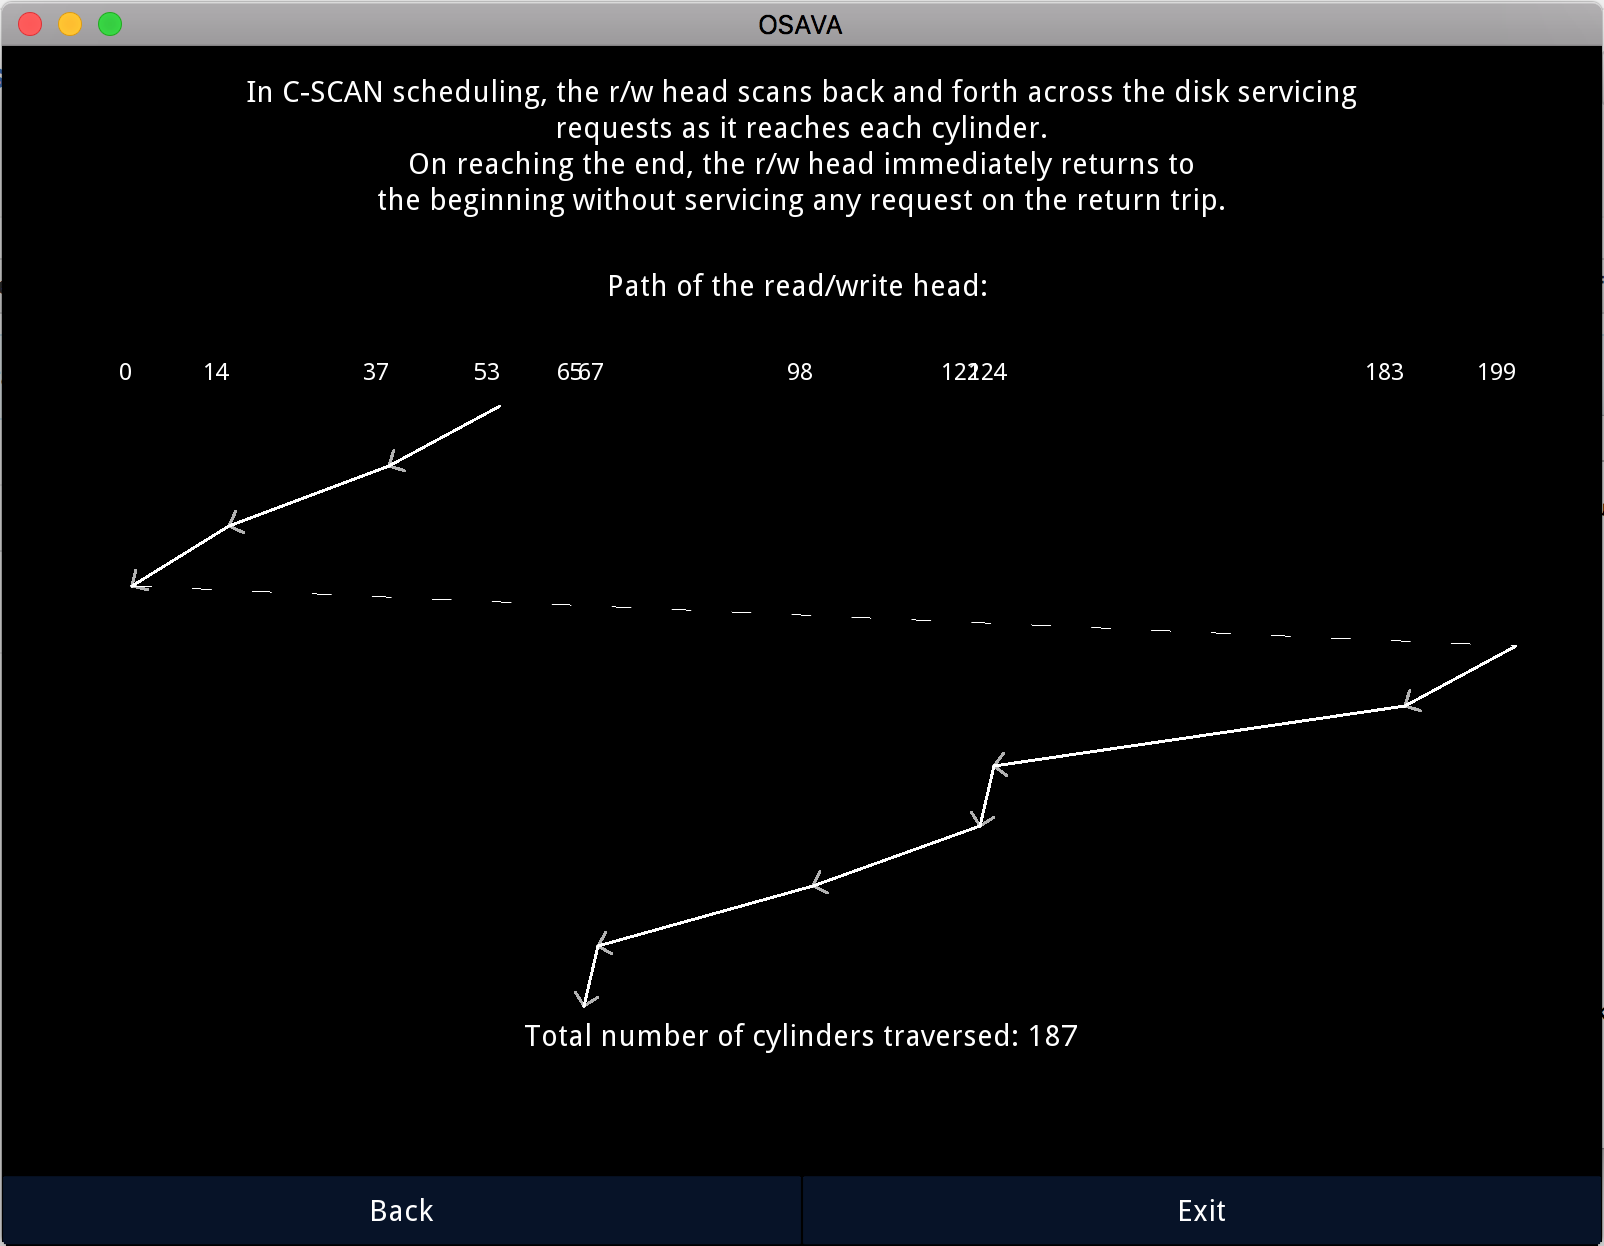 OSAVA
In C-SCAN scheduling, the r/w head scans back and forth across the disk servicing
requests as it reaches each cylinder.
On reaching the end, the r/w head immediately returns to
the beginning without servicing any request on the return trip.
Path of the read/write head:
0 14 37 53 65 67 98 122 124 183 199
Total number of cylinders traversed: 187
Back Exit